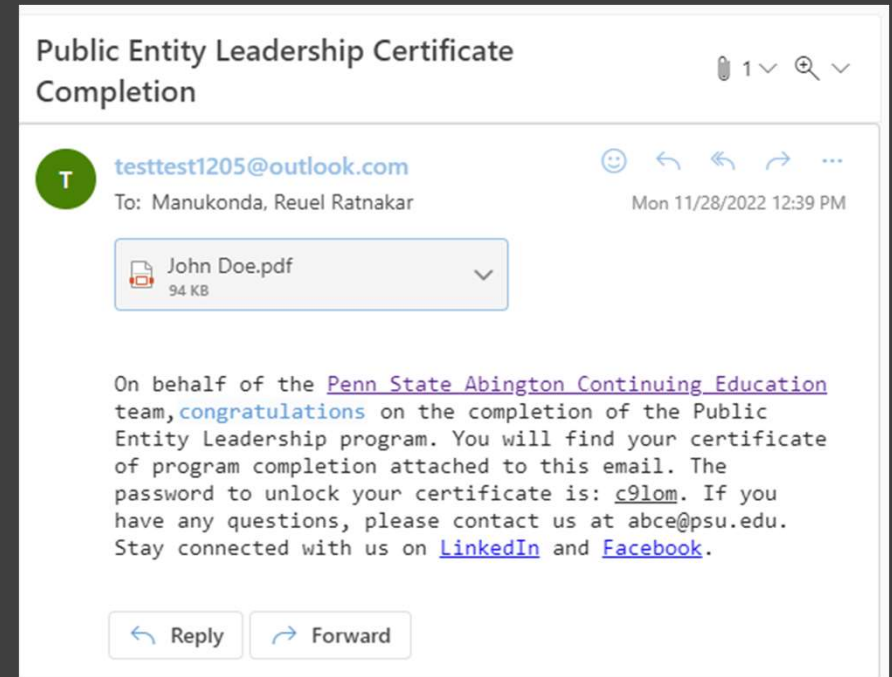 Public Entity Leadership Certificate
Completion
1
T
testtest1205@outlook.com
To: Manukonda, Reuel Ratnakar
Mon 11/28/2022 12:39 PM
John Doe.pdf
94 KB
On behalf of the Penn State Abington Continuing Education
team,congratulations on the completion of the Public
Entity Leadership program. You will find your certificate
of program completion attached to this email. The
password to unlock your certificate is: c9lom. If you
have any questions, please contact us at abce@psu.edu.
Stay connected with us on LinkedIn and Facebook.
Reply
Forward